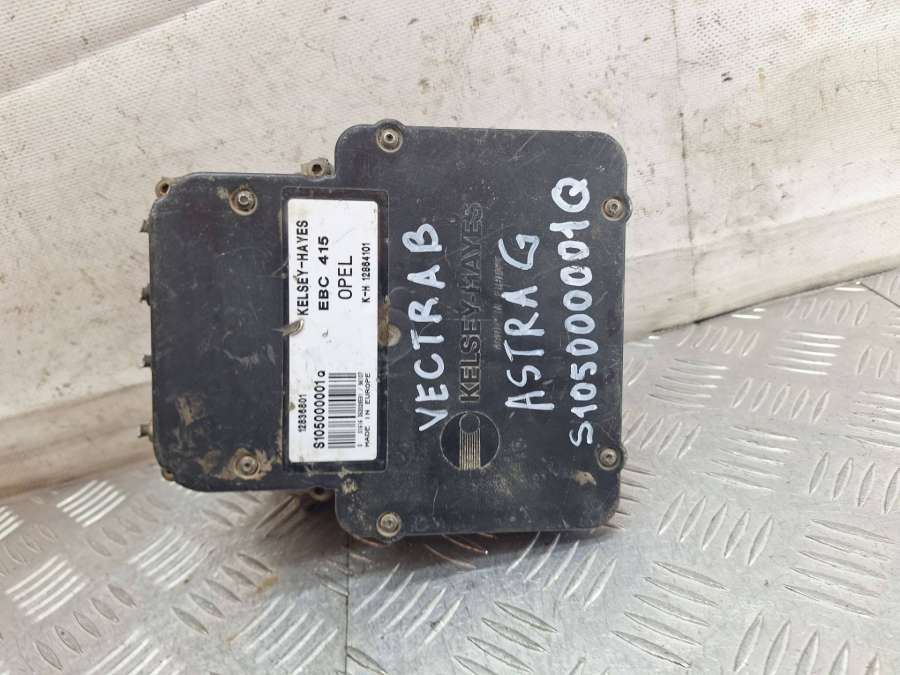 KELSEY-HAYES
EBC 415
OPEL
K-H 12864101
12836801
S105000001Q
MADE IN EUROPE
KELSEY-HAYES
VECTRA B
ASTRA G
S105000001Q